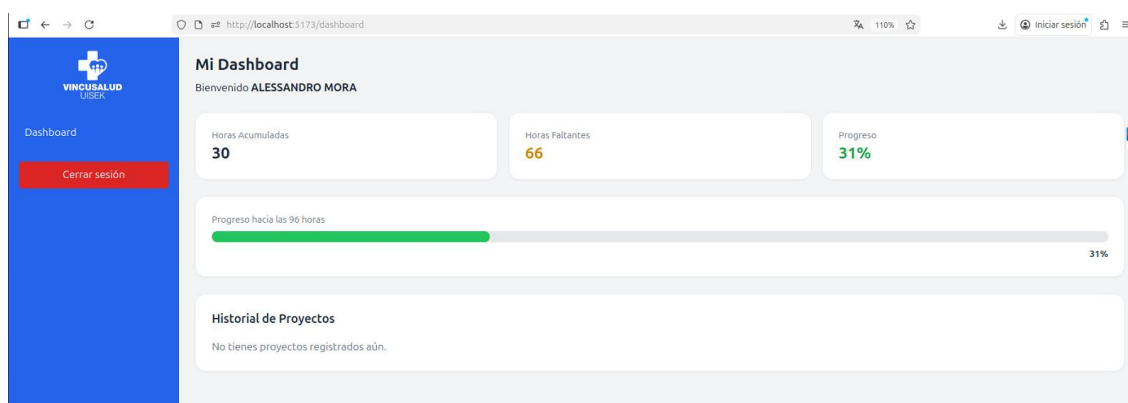 http://localhost:5173/dashboard
110%
Iniciar sesión
VINCUSALUD
UISEK
Dashboard
Cerrar sesión
Mi Dashboard
Bienvenido ALESSANDRO MORA
Horas Acumuladas
30
Horas Faltantes
66
Progreso
31%
Progreso hacia las 96 horas
31%
Historial de Proyectos
No tienes proyectos registrados aún.